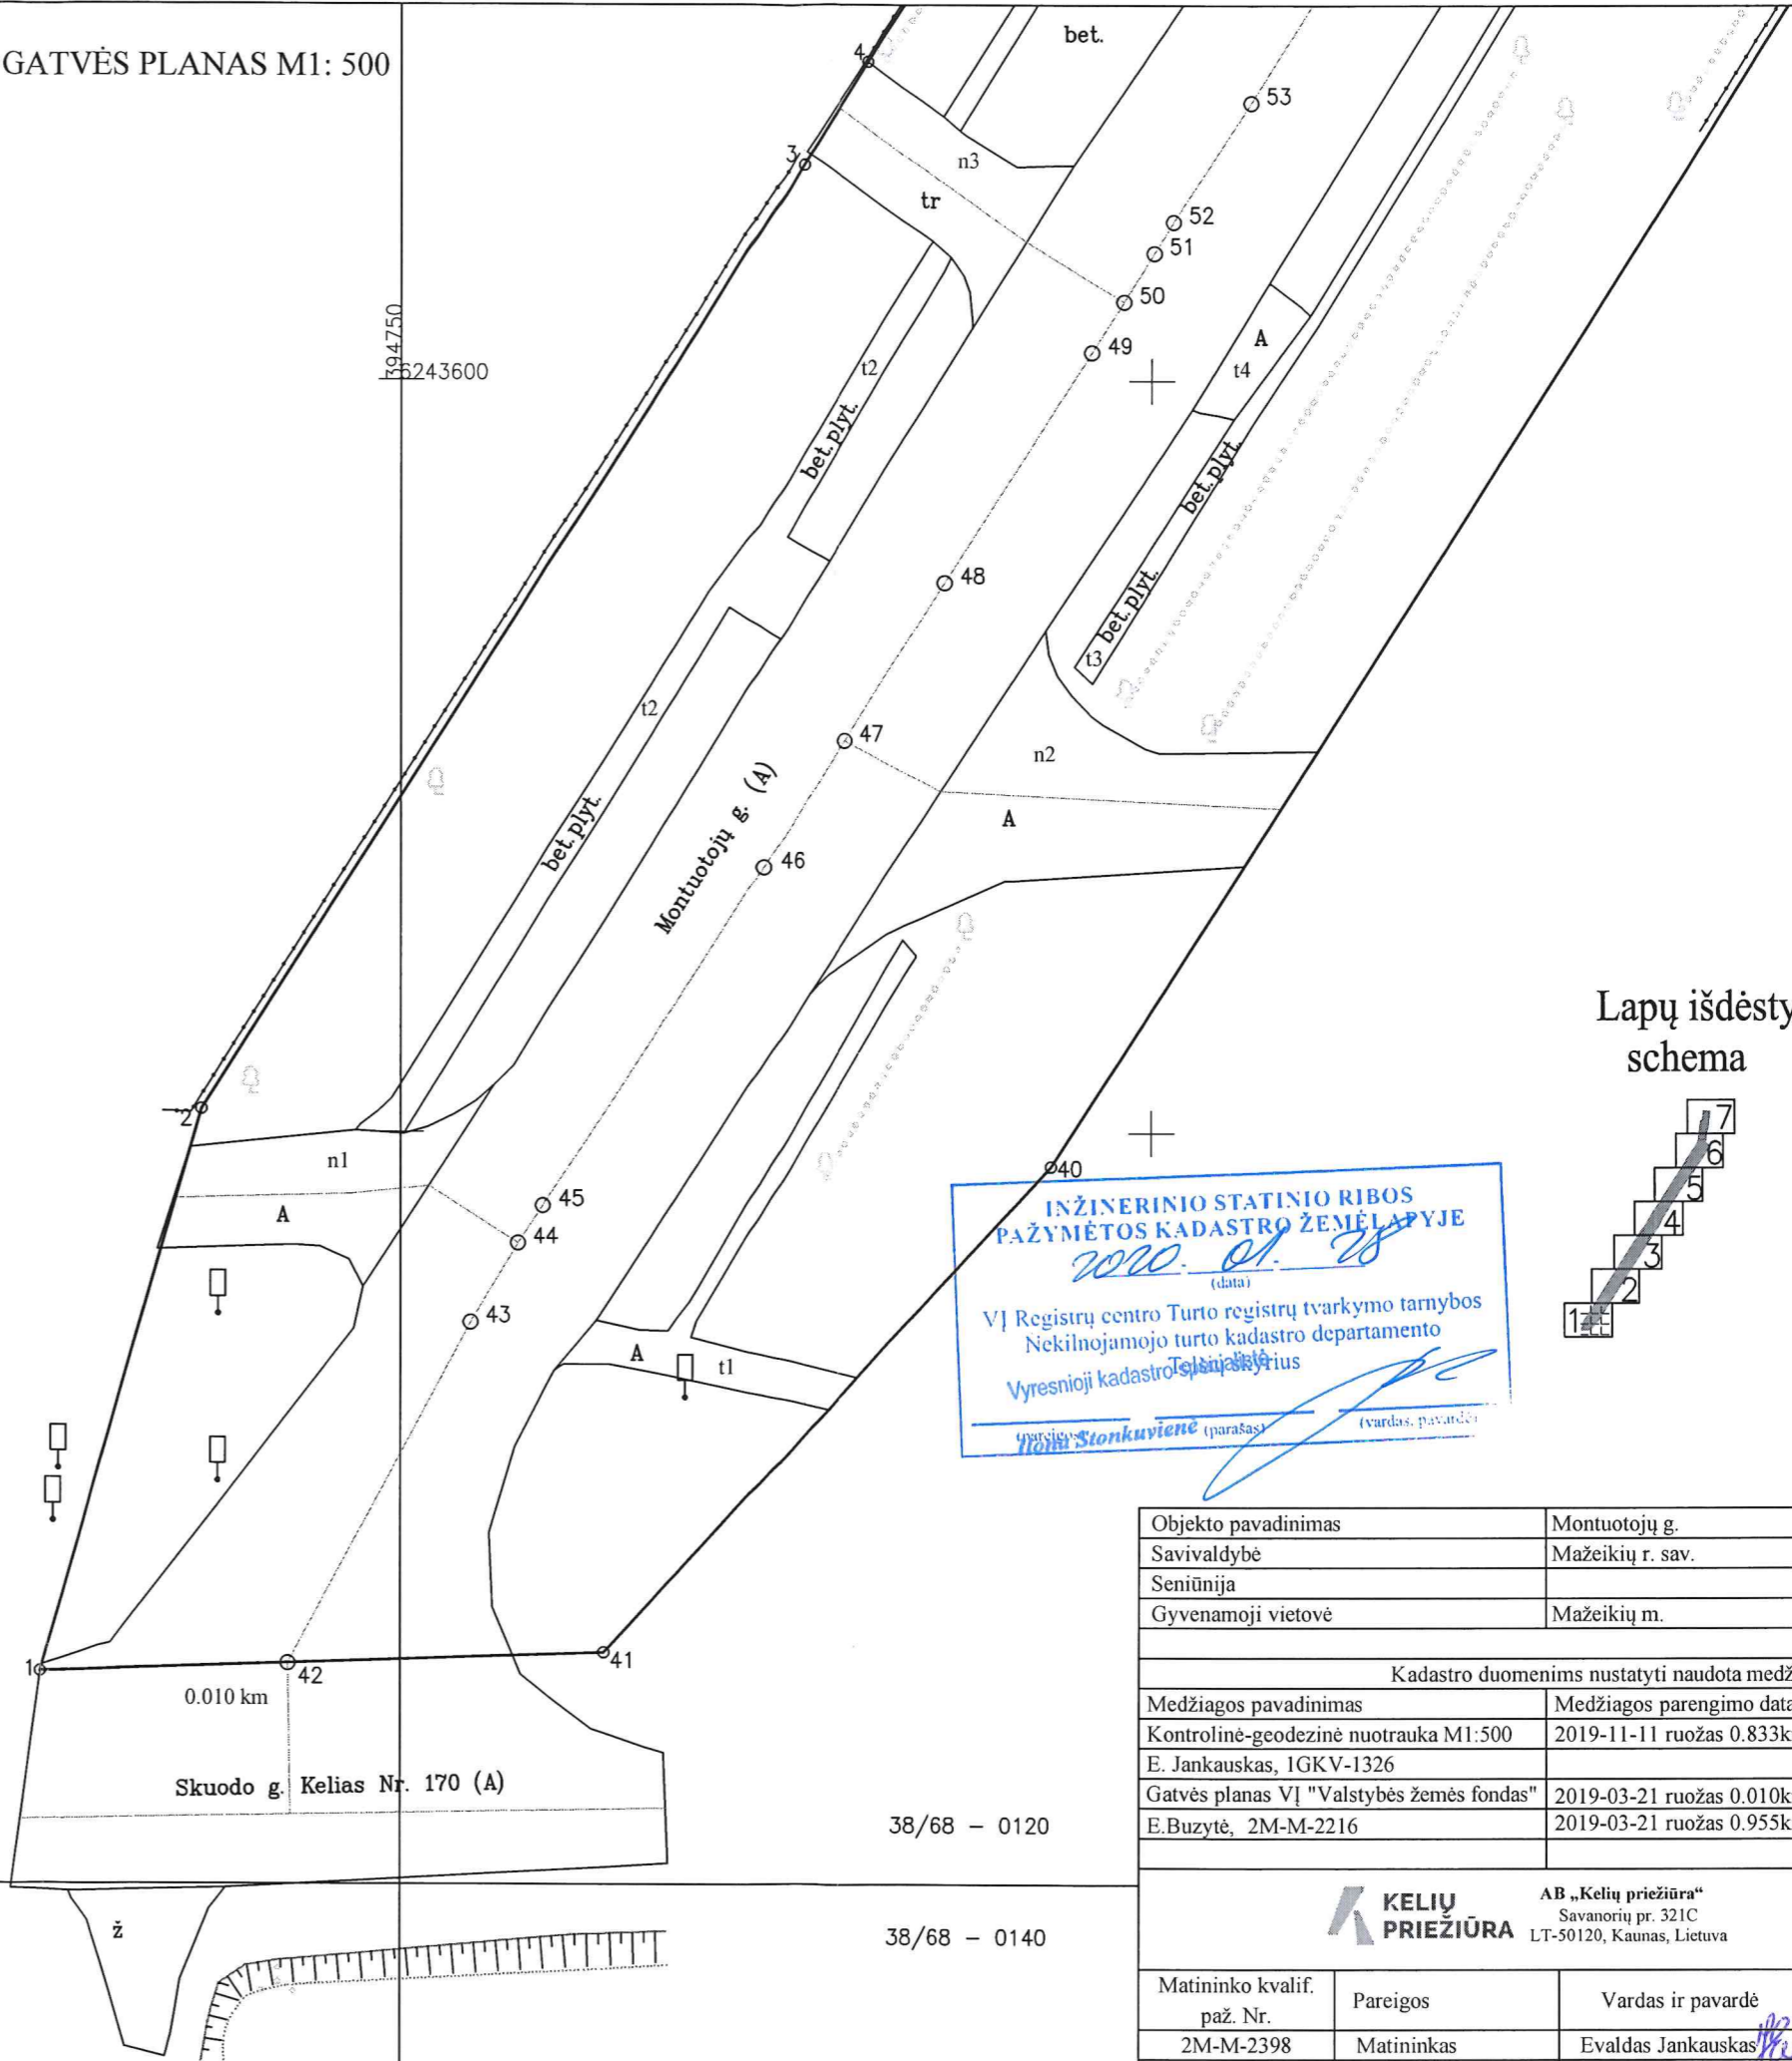 GATVĖS PLANAS M1: 500
bet.
4
53
3
n3
tr
52
51
50
49
394750
6243600
A
t4
t2
bet.plyt.
bet.plyt.
48
bet.plyt.
t3
t2
47
n2
Montuotojų g. (A)
A
bet.plyt.
46
Lapų išdėsty
schema
7
6
5
4
3
2
1
2
n1
A
45
44
43
40
A
t1
INŽINERINIO STATINIO RIBOS
PAŽYMĖTOS KADASTRO ŽEMĖLAPYJE
2020. 01. 28
(data)
VĮ Registrų centro Turto registrų tvarkymo tarnybos
Nekilnojamojo turto kadastro departamento
Telšių skyrius
Vyresnioji kadastro specialistė
(pareigos) (parašas) (vardas, pavardė)
Ilona Stonkuvienė
1
42
41
0.010 km
Skuodo g. Kelias Nr. 170 (A)
38/68 – 0120
38/68 – 0140
ž
Objekto pavadinimas Montuotojų g.
Savivaldybė Mažeikių r. sav.
Seniūnija
Gyvenamoji vietovė Mažeikių m.
Kadastro duomenims nustatyti naudota medž
Medžiagos pavadinimas Medžiagos parengimo data
Kontrolinė-geodezinė nuotrauka M1:500 2019-11-11 ruožas 0.833k
E. Jankauskas, 1GKV-1326
Gatvės planas VĮ "Valstybės žemės fondas" 2019-03-21 ruožas 0.010k
E.Buzytė, 2M-M-2216 2019-03-21 ruožas 0.955k
KELIŲ
PRIEŽIŪRA
AB „Kelių priežiūra“
Savanorių pr. 321C
LT-50120, Kaunas, Lietuva
Matininko kvalif.
paž. Nr.
Pareigos
Vardas ir pavardė
2M-M-2398 Matininkas Evaldas Jankauskas